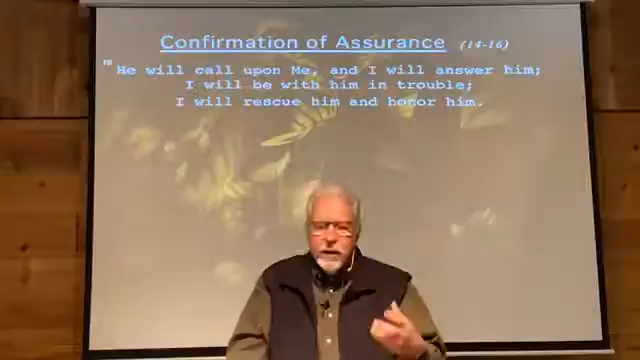 Confirmation of Assurance (14-16)
15 He will call upon Me, and I will answer him;
I will be with him in trouble;
I will rescue him and honor him.